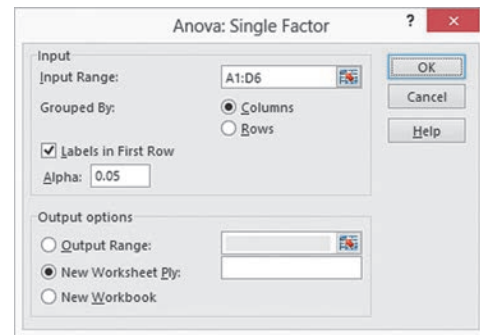 Anova: Single Factor ?
Input
Input Range: A1:D6
OK
Grouped By: Columns
Cancel
Rows
Help
Labels in First Row
Alpha: 0.05
Output options
Output Range:
New Worksheet Ply:
New Workbook